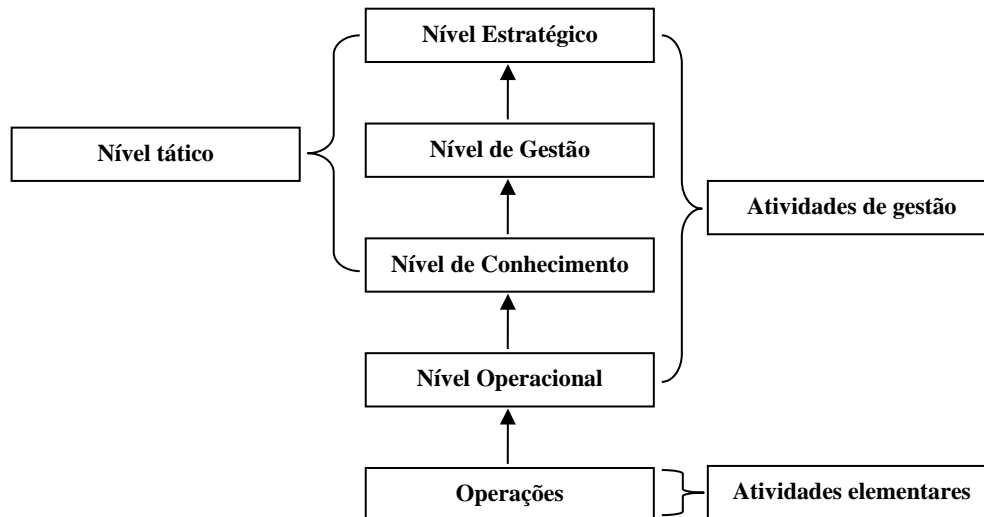 Nível Estratégico
Nível tático
Nível de Gestão
Atividades de gestão
Nível de Conhecimento
Nível Operacional
Operações
Atividades elementares